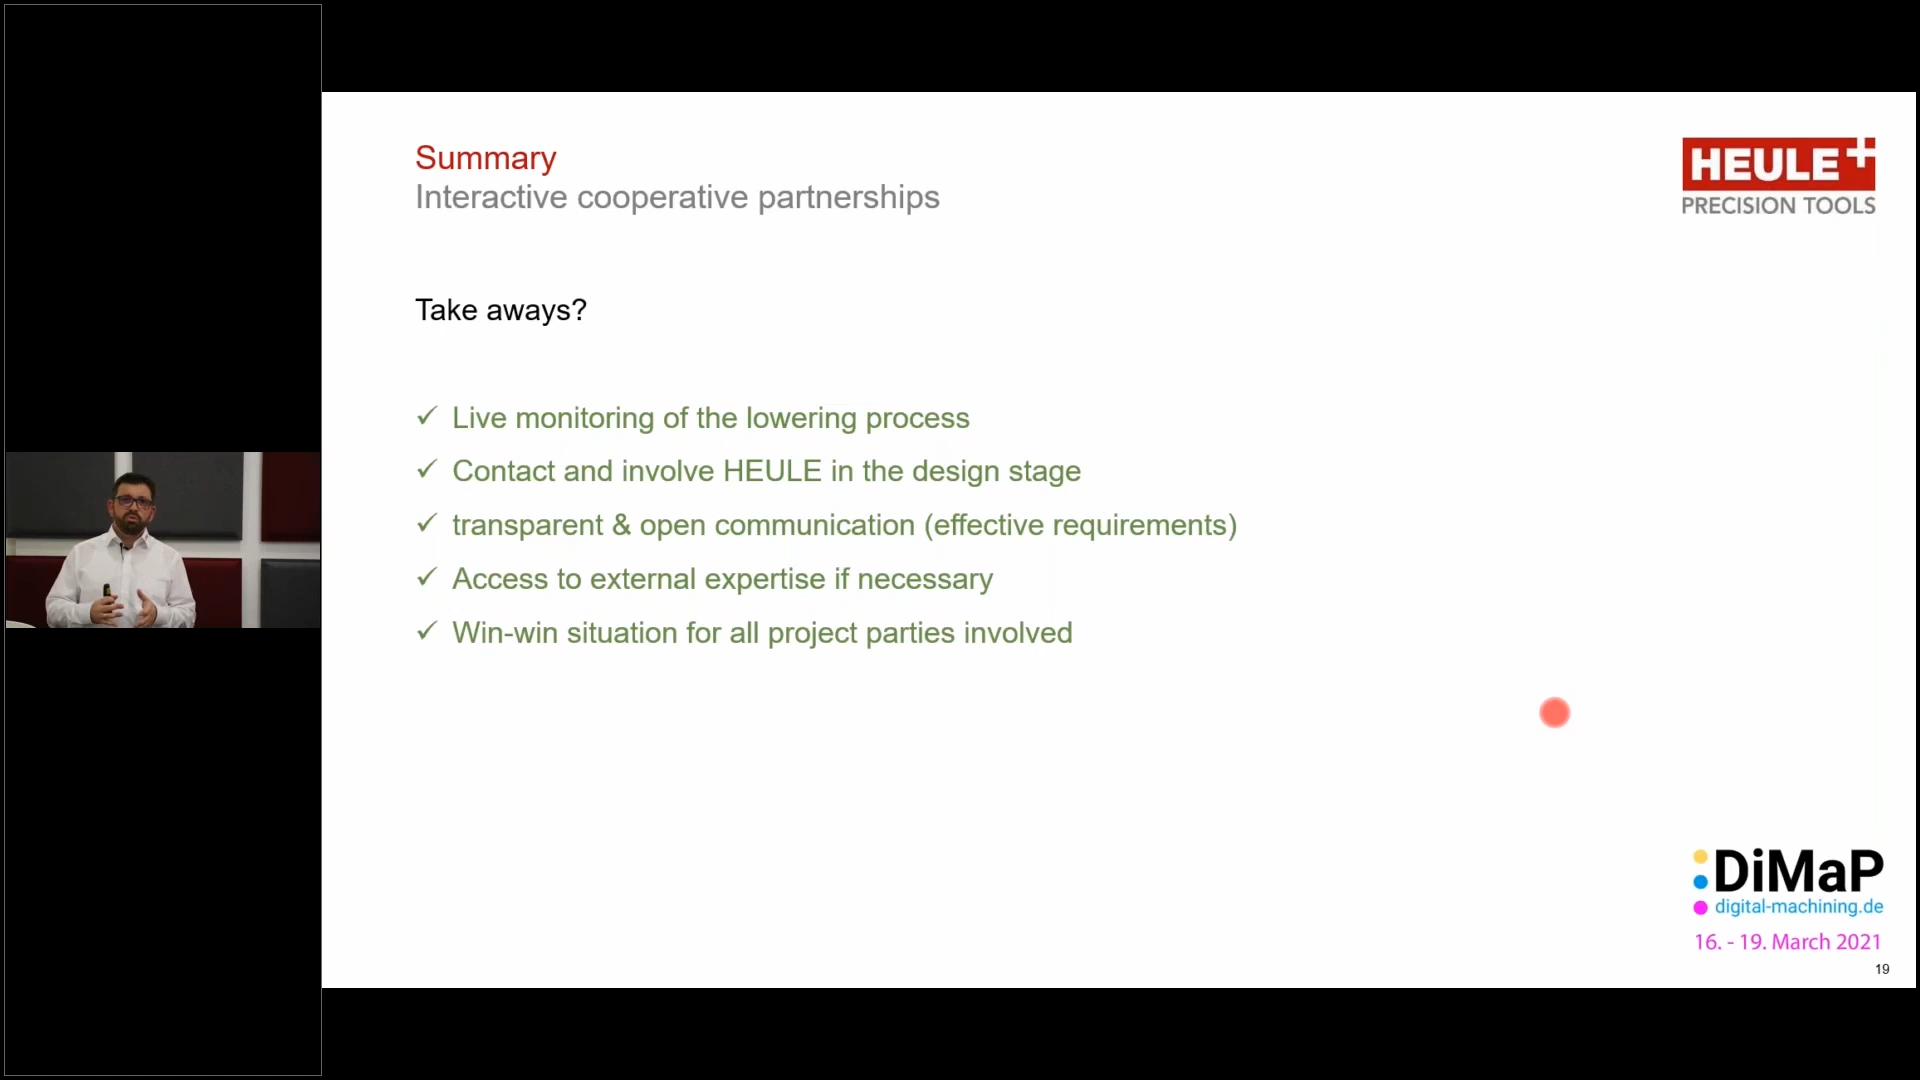 Summary
Interactive cooperative partnerships
HEULE+
PRECISION TOOLS
Take aways?
✓ Live monitoring of the lowering process
✓ Contact and involve HEULE in the design stage
✓ transparent & open communication (effective requirements)
✓ Access to external expertise if necessary
✓ Win-win situation for all project parties involved
DiMaP
digital-machining.de
16. - 19. March 2021
19